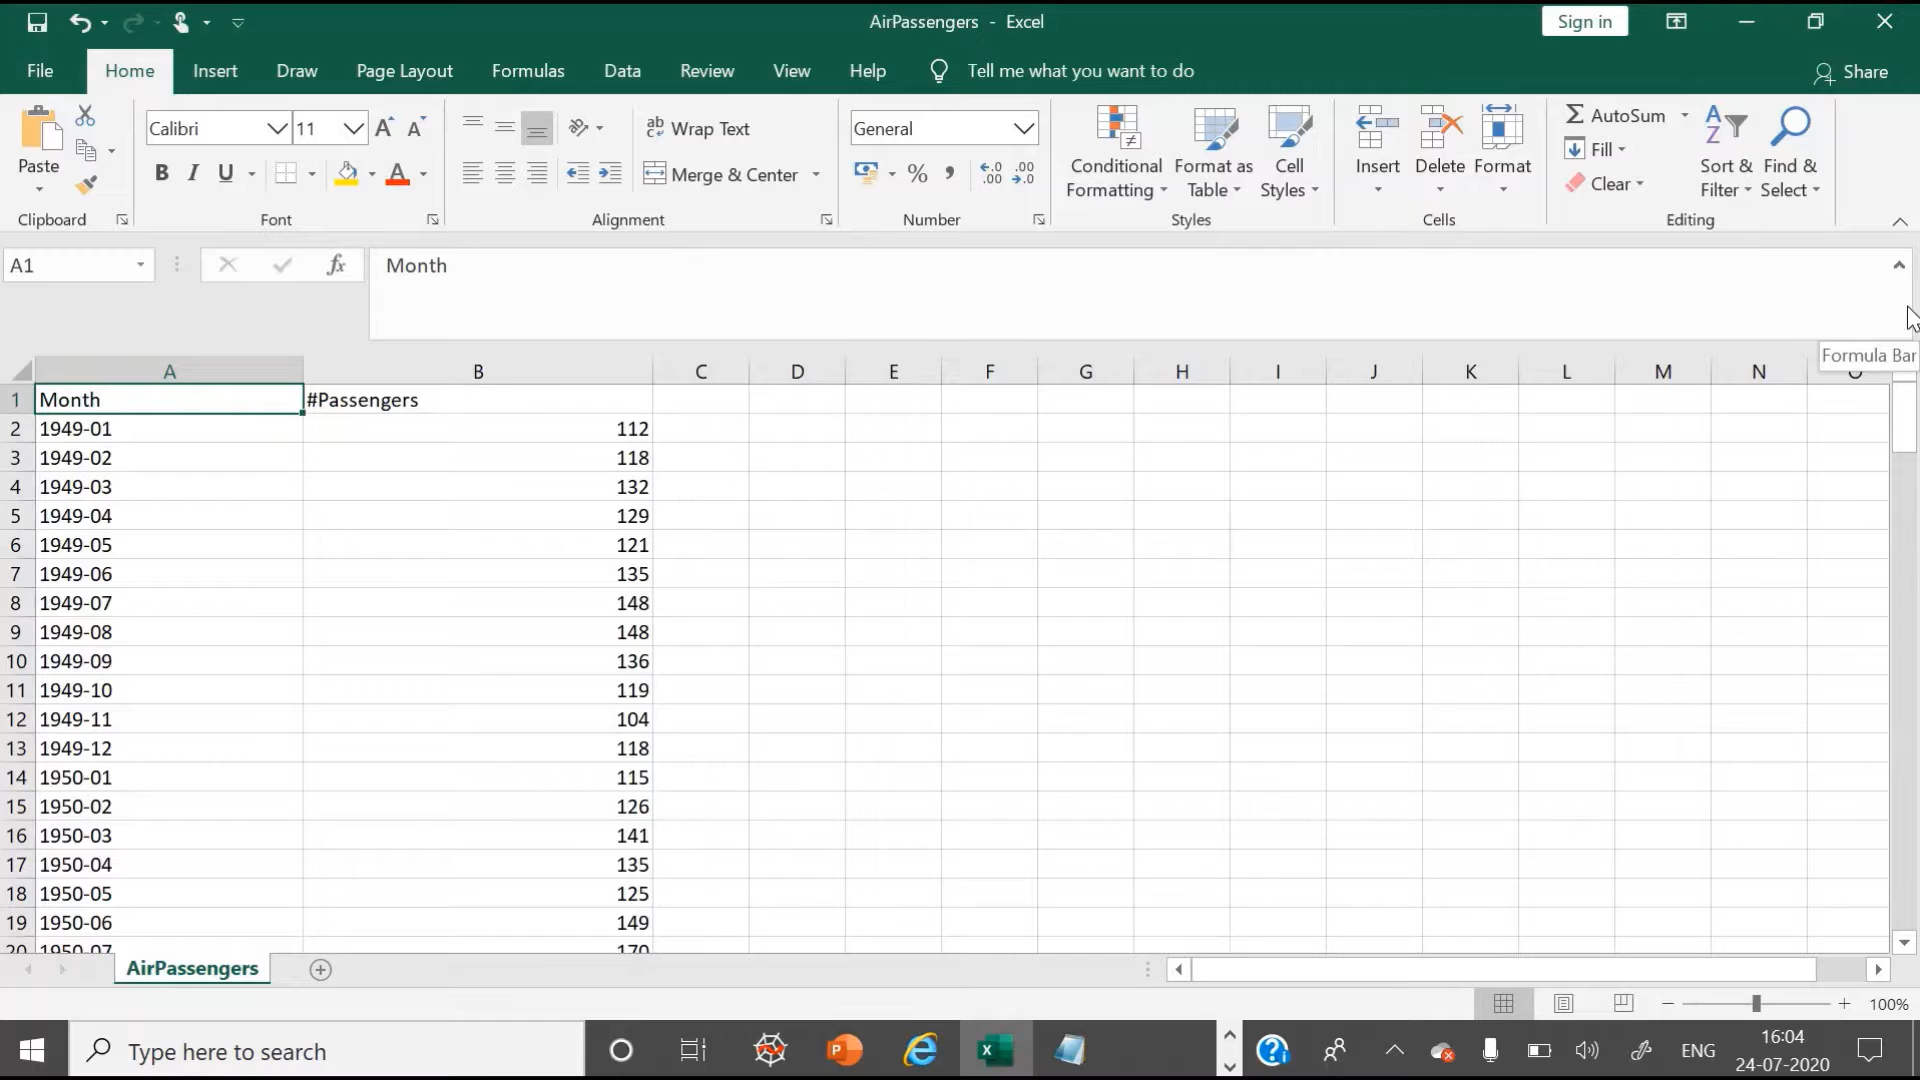 AirPassengers - Excel
Sign in
File Home Insert Draw Page Layout Formulas Data Review View Help Tell me what you want to do Share
Paste
Clipboard
Calibri 11
B I U
Font
Wrap Text
Merge & Center
Alignment
General
Number
Conditional Formatting
Format as Table
Cell Styles
Styles
Insert Delete Format
Cells
AutoSum
Fill
Clear
Sort & Filter
Find & Select
Editing
A1 fx Month
Formula Bar
A B C D E F G H I J K L M N O
1 Month #Passengers
2 1949-01 112
3 1949-02 118
4 1949-03 132
5 1949-04 129
6 1949-05 121
7 1949-06 135
8 1949-07 148
9 1949-08 148
10 1949-09 136
11 1949-10 119
12 1949-11 104
13 1949-12 118
14 1950-01 115
15 1950-02 126
16 1950-03 141
17 1950-04 135
18 1950-05 125
19 1950-06 149
20 1950-07 170
AirPassengers
100%
Type here to search
ENG
16:04
24-07-2020